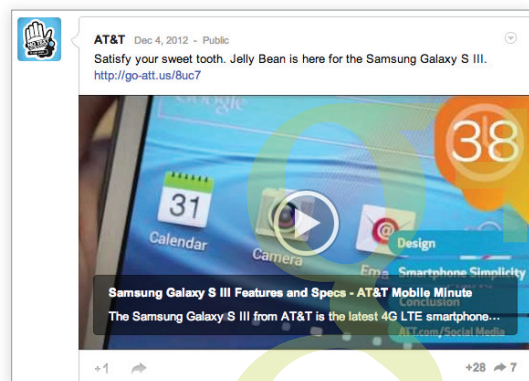 AT&T Dec 4, 2012 - Public
Satisfy your sweet tooth. Jelly Bean is here for the Samsung Galaxy S III.
http://go-att.us/8uc7
Google
38
31
Calendar
Camera
Design
Smartphone Simplicity
Conclusion
ATT.com/Social Media
Samsung Galaxy S III Features and Specs - AT&T Mobile Minute
The Samsung Galaxy S III from AT&T is the latest 4G LTE smartphone...
+1
+28 7